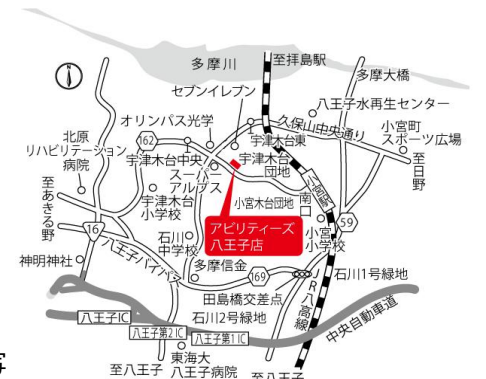 多摩川
至拝島駅
多摩大橋
セブンイレブン
八王子水再生センター
オリンパス光学
久保山中央通り
小宮町
スポーツ広場
北原
リハビリテーション
病院
162
宇津木台東
宇津木台中央
宇津木台
団地
至日野
スーパー
アルプス
八高線
至あきる野
宇津木台
小学校
小宮台団地
南口
アビリティーズ
八王子店
59
小宮
小学校
16
石川
中学校
八王子バイパス
神明神社
多摩信金
169
JR八高線
石川1号緑地
田島橋交差点
中央自動車道
八王子IC
石川2号緑地
八王子第2IC
八王子第1IC
東海大
八王子病院
至八王子
至八王子
写